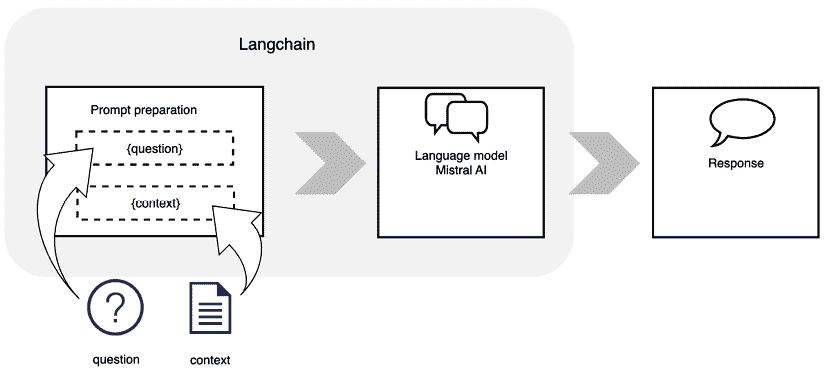 Langchain
Prompt preparation
{question}
{context}
Language model
Mistral AI
Response
?
question
context